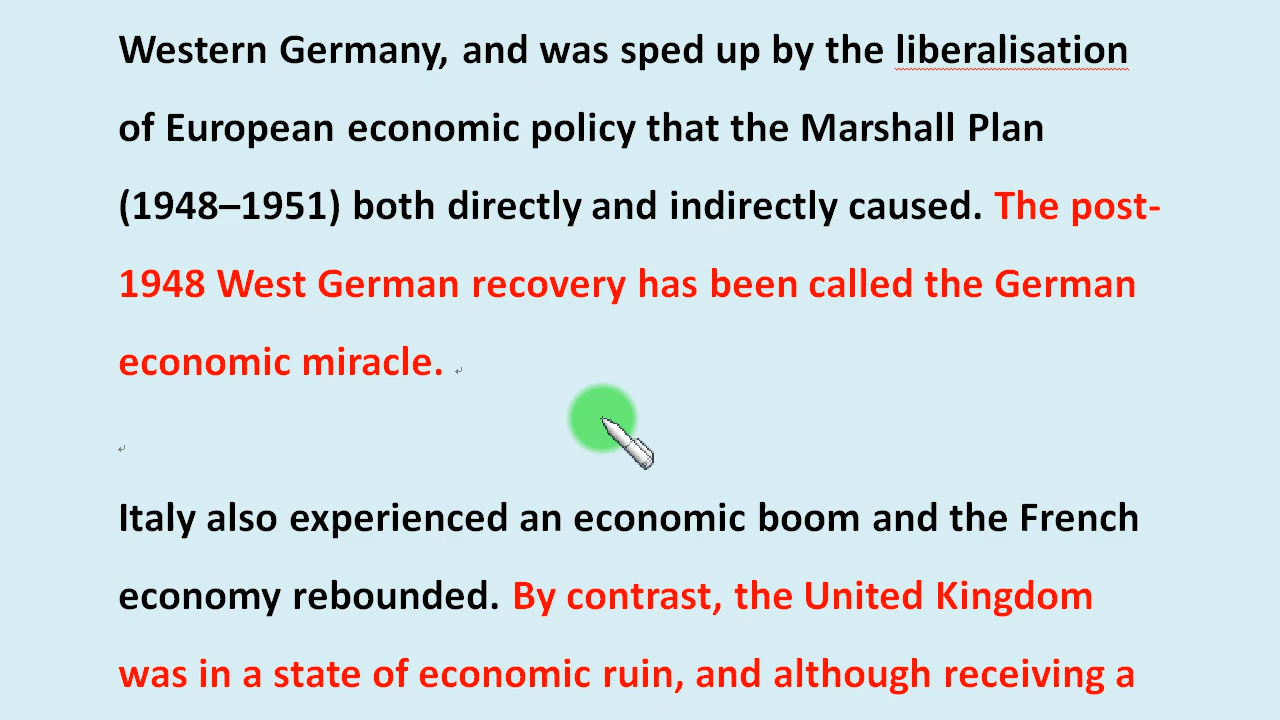 Western Germany, and was sped up by the liberalisation
of European economic policy that the Marshall Plan
(1948–1951) both directly and indirectly caused. The post-
1948 West German recovery has been called the German
economic miracle.
Italy also experienced an economic boom and the French
economy rebounded. By contrast, the United Kingdom
was in a state of economic ruin, and although receiving a